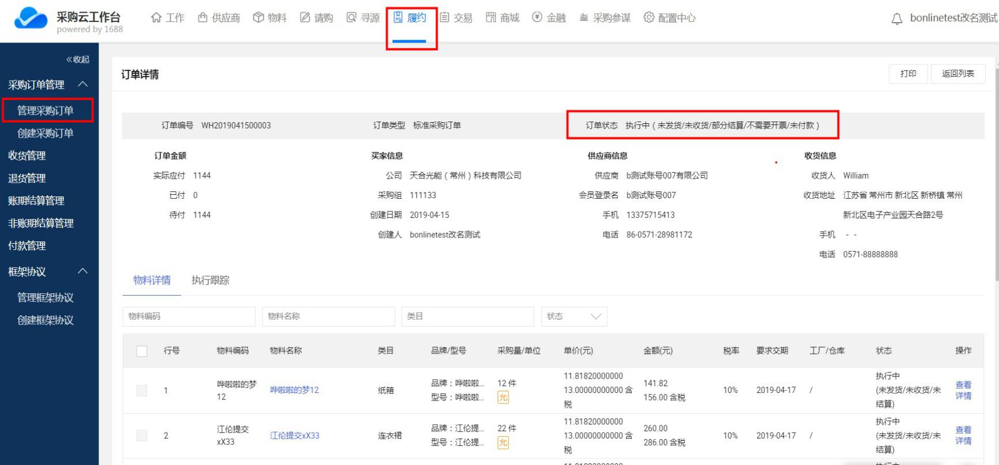 采购云工作台
powered by 1688
工作 供应商 物料 请购 寻源 履约 交易 商城 金融 采购参谋 配置中心
bonlinetest改名测试
«收起
采购订单管理
管理采购订单
创建采购订单
收货管理
退货管理
账期结算管理
非账期结算管理
付款管理
框架协议
管理框架协议
创建框架协议
订单详情
打印 返回列表
订单编号 WH2019041500003 订单类型 标准采购订单 订单状态 执行中 ( 未发货/未收货/部分结算/不需要开票/未付款 )
订单金额 买家信息 供应商信息 收货信息
实际应付 1144 公司 天合光能 ( 常州 ) 科技有限公司 供应商 b测试账号007有限公司 收货人 William
已付 0 采购组 111133 会员登录名 b测试账号007 收货地址 江苏省 常州市 新北区 新桥镇 常州
待付 1144 创建日期 2019-04-15 手机 13375715413 新北区电子产业园天合路2号
创建人 bonlinetest改名测试 电话 86-0571-28981172 手机 - -
电话 0571-88888888
物料详情 执行跟踪
物料编码 物料名称 类目 状态
行号 物料编码 物料名称 类目 品牌/型号 采购量/单位 单价(元) 金额(元) 税率 要求交期 工厂/仓库 状态 操作
1
哗啦啦的梦
12
哗啦啦的梦12
纸箱
品牌：哗啦啦...
型号：哗啦啦...
12 件
允
11.81820000000
13.00000000000 含
税
141.82
156.00 含税
10%
2019-04-17
/
执行中
(未发货/未收货/未
结算)
查看
详情
2
江伦提交
xX33
江伦提交xX33
连衣裙
品牌：江伦提...
型号：江伦提...
22 件
允
11.81820000000
13.00000000000 含
税
260.00
286.00 含税
10%
2019-04-17
/
执行中
(未发货/未收货/未
结算)
查看
详情